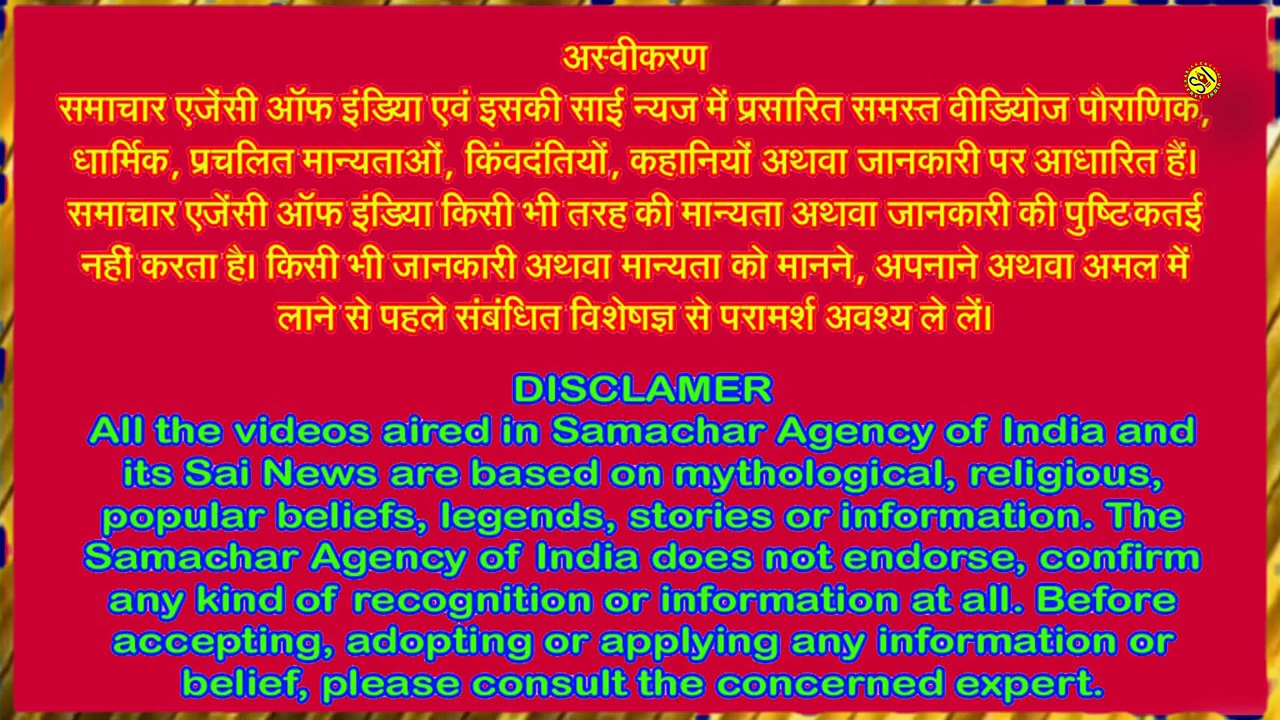 अस्वीकरण
समाचार एजेंसी ऑफ इंडिया एवं इसकी साई न्यज में प्रसारित समस्त वीडियोज पौराणिक,
धार्मिक, प्रचलित मान्यताओं, किंवदंतियों, कहानियों अथवा जानकारी पर आधारित हैं।
समाचार एजेंसी ऑफ इंडिया किसी भी तरह की मान्यता अथवा जानकारी की पुष्टि कतई
नहीं करता है। किसी भी जानकारी अथवा मान्यता को मानने, अपनाने अथवा अमल में
लाने से पहले संबंधित विशेषज्ञ से परामर्श अवश्य ले लें।
DISCLAMER
All the videos aired in Samachar Agency of India and
its Sai News are based on mythological, religious,
popular beliefs, legends, stories or information. The
Samachar Agency of India does not endorse, confirm
any kind of recognition or information at all. Before
accepting, adopting or applying any information or
belief, please consult the concerned expert.